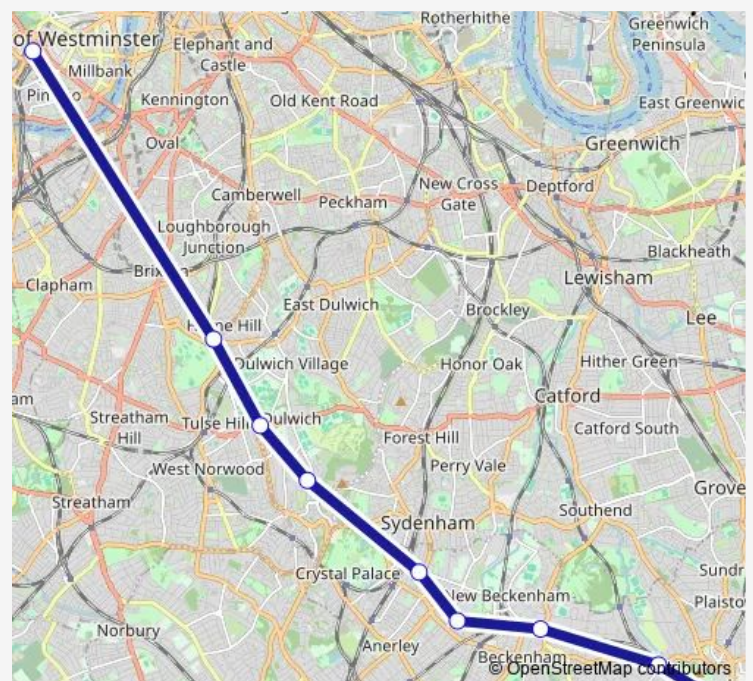 Rotherhithe
Greenwich
Peninsula
of Westminster
Elephant and
Castle
Millbank
Kennington
Old Kent Road
East Greenwic
Oval
Greenwich
New Cross
Gate
Deptford
Camberwell
Peckham
Loughborough
Junction
Blackheath
Clapham
Lewisham
East Dulwich
Brockley
Lee
Dulwich Village
Honor Oak
Hither Green
am
Catford
Streatham
Hill
Tulse Hill
Dulwich
Catford South
Forest Hill
West Norwood
Perry Vale
Grove
Streatham
Southend
Sydenham
Crystal Palace
Sundr
New Beckenham
Plaisto
Norbury
Anerley
Beckenham
© OpenStreetMap contributors